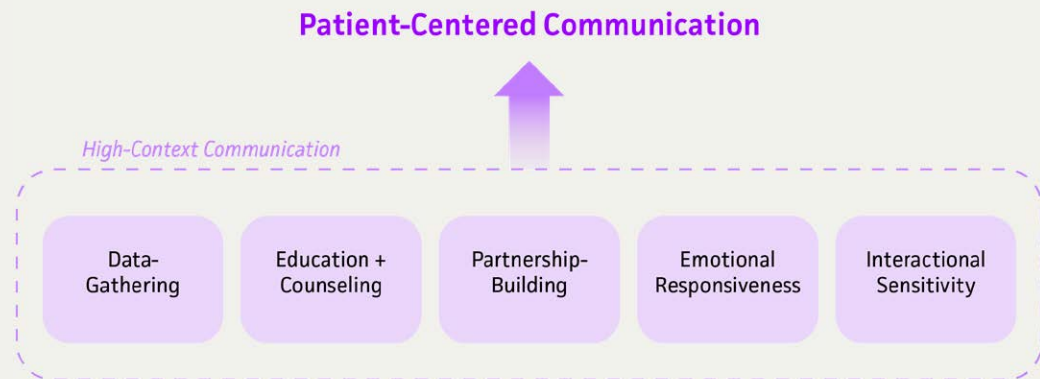 Patient-Centered Communication
High-Context Communication
Data-
Gathering
Education +
Counseling
Partnership-
Building
Emotional
Responsiveness
Interactional
Sensitivity